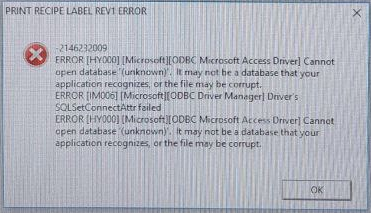 PRINT RECIPE LABEL REV1 ERROR
-2146232009
ERROR [HY000] [Microsoft][ODBC Microsoft Access Driver] Cannot
open database '(unknown)'.  It may not be a database that your
application recognizes, or the file may be corrupt.
ERROR [IM006] [Microsoft][ODBC Driver Manager] Driver's
SQLSetConnectAttr failed
ERROR [HY000] [Microsoft][ODBC Microsoft Access Driver] Cannot
open database '(unknown)'.  It may not be a database that your
application recognizes, or the file may be corrupt.
OK